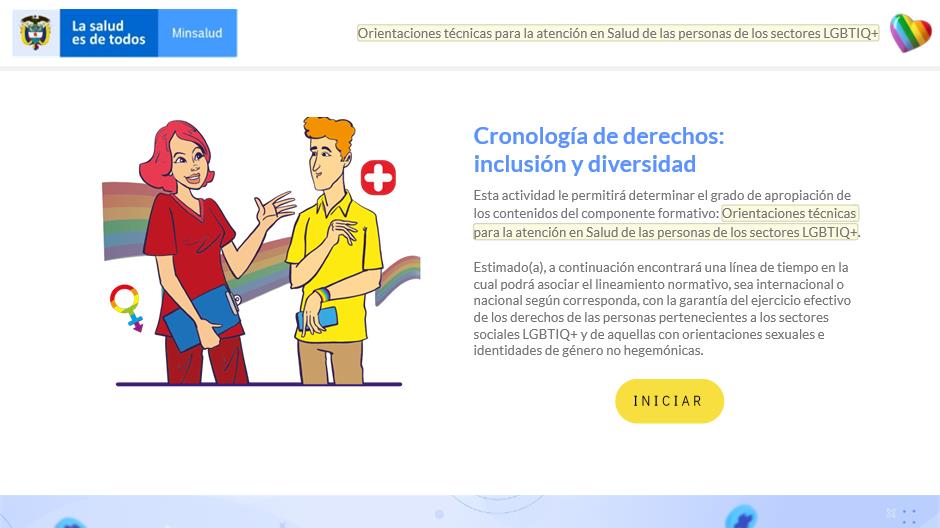 La salud
es de todos
Minsalud
Orientaciones técnicas para la atención en Salud de las personas de los sectores LGBTIQ+
Cronología de derechos:
inclusión y diversidad
Esta actividad le permitirá determinar el grado de apropiación de
los contenidos del componente formativo: Orientaciones técnicas
para la atención en Salud de las personas de los sectores LGBTIQ+.
Estimado(a), a continuación encontrará una línea de tiempo en la
cual podrá asociar el lineamiento normativo, sea internacional o
nacional según corresponda, con la garantía del ejercicio efectivo
de los derechos de las personas pertenecientes a los sectores
sociales LGBTIQ+ y de aquellas con orientaciones sexuales e
identidades de género no hegemónicas.
INICIAR